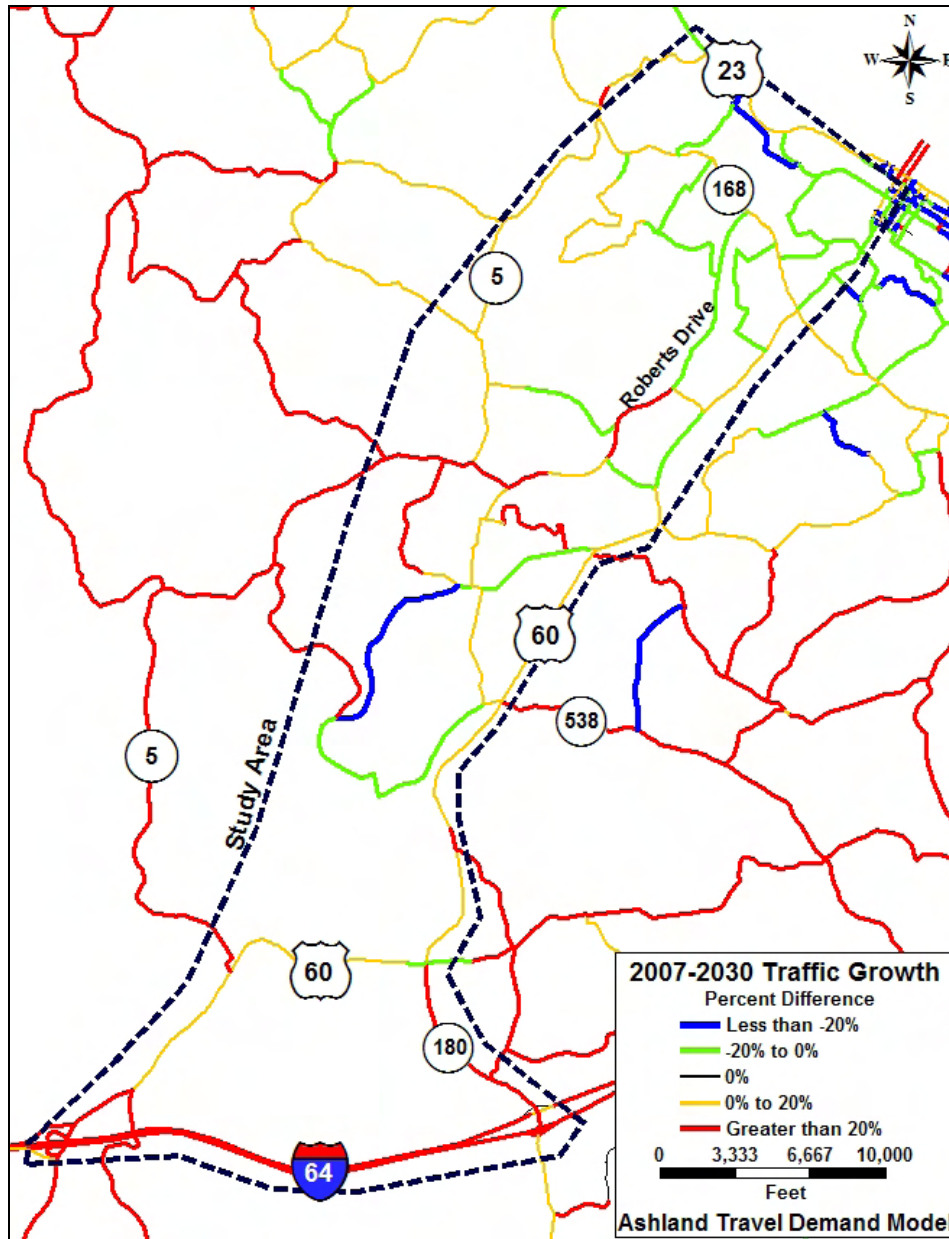 N
W E
S
23
168
5
Roberts Drive
60
538
5
Study Area
60
180
64
2007-2030 Traffic Growth
Percent Difference
Less than -20%
-20% to 0%
0%
0% to 20%
Greater than 20%
0 3,333 6,667 10,000
Feet
Ashland Travel Demand Model